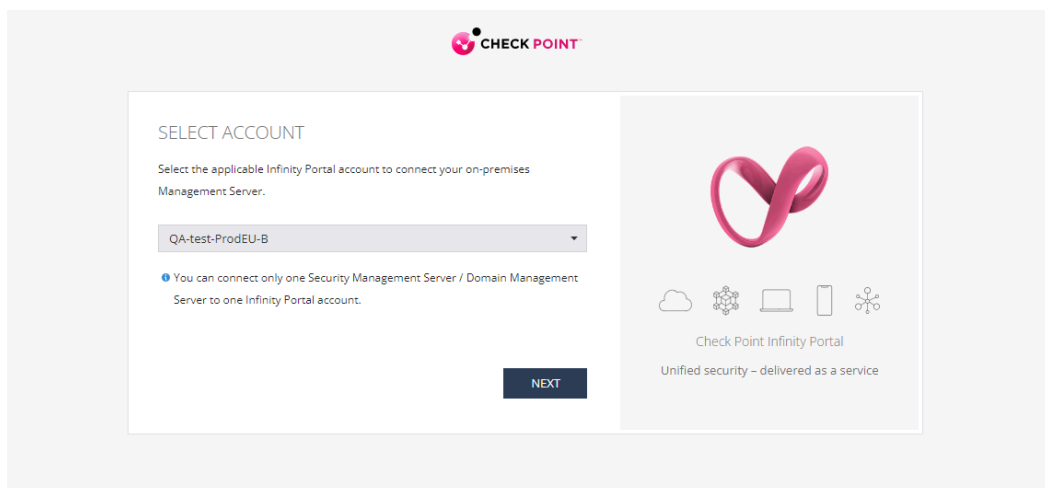 CHECK POINT™
SELECT ACCOUNT
Select the applicable Infinity Portal account to connect your on-premises
Management Server.
QA-test-ProdEU-B
You can connect only one Security Management Server / Domain Management
Server to one Infinity Portal account.
NEXT
Check Point Infinity Portal
Unified security – delivered as a service